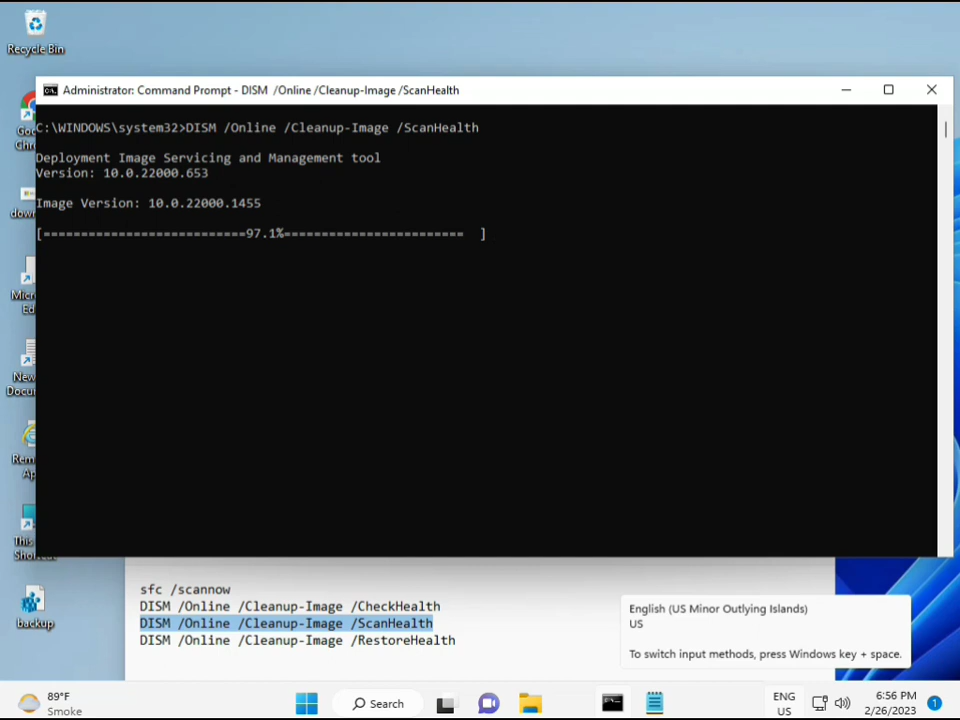 Recycle Bin
Administrator: Command Prompt - DISM  /Online /Cleanup-Image /ScanHealth
C:\WINDOWS\system32>DISM /Online /Cleanup-Image /ScanHealth
Deployment Image Servicing and Management tool
Version: 10.0.22000.653
Image Version: 10.0.22000.1455
[===========================97.1%========================  ]
New
This
backup
sfc /scannow
DISM /Online /Cleanup-Image /CheckHealth
DISM /Online /Cleanup-Image /ScanHealth
DISM /Online /Cleanup-Image /RestoreHealth
English (US Minor Outlying Islands)
US
To switch input methods, press Windows key + space.
89°F
Smoke
Search
ENG
US
6:56 PM
2/26/2023
1